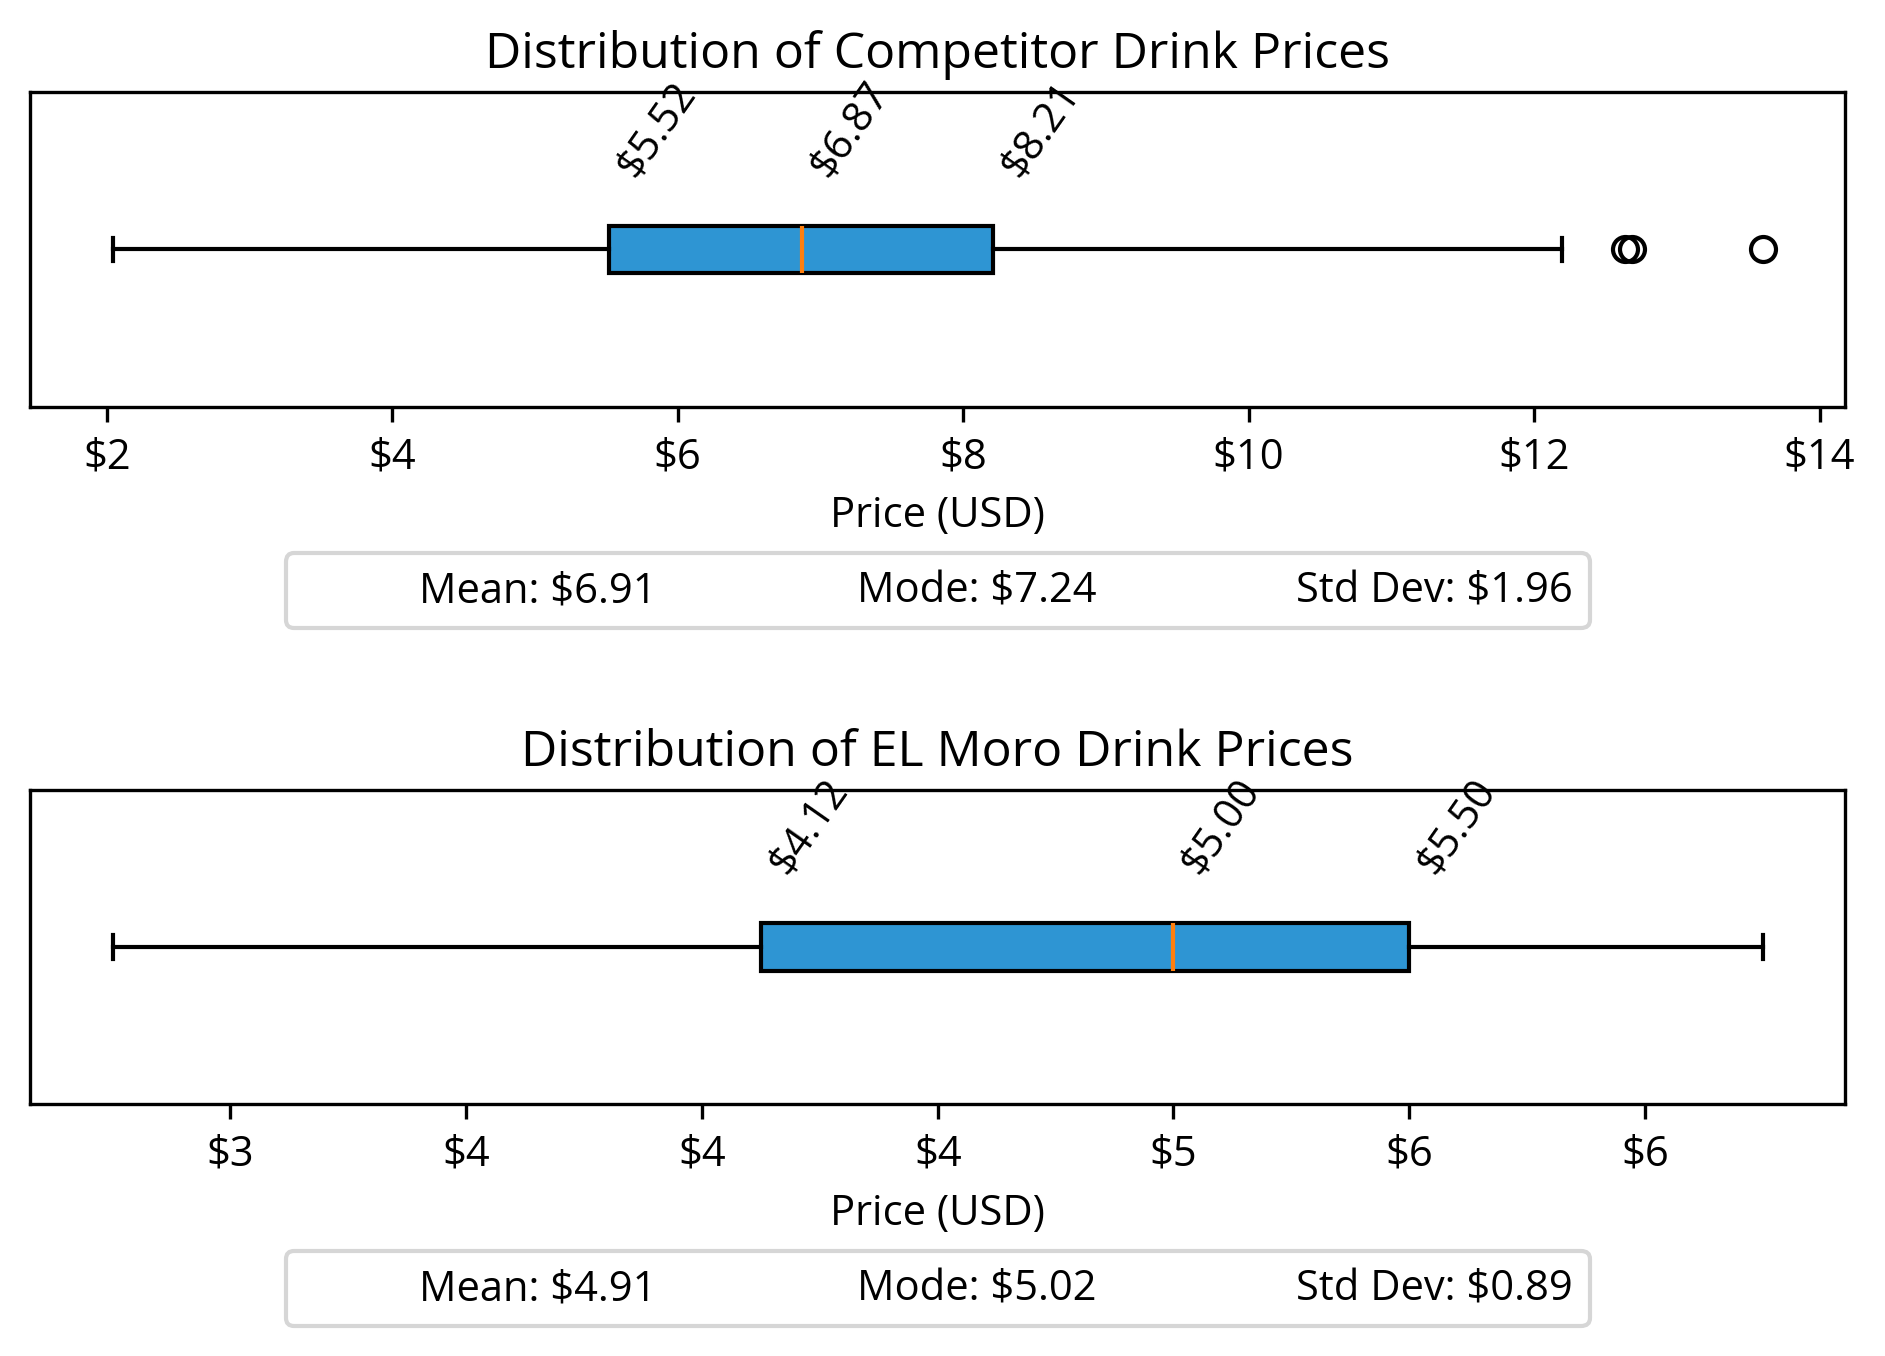 Distribution of Competitor Drink Prices
$5.52 $6.87 $8.21
$2 $4 $6 $8 $10 $12 $14
Price (USD)
Mean: $6.91 Mode: $7.24 Std Dev: $1.96
Distribution of EL Moro Drink Prices
$4.12 $5.00 $5.50
$3 $4 $4 $4 $5 $6 $6
Price (USD)
Mean: $4.91 Mode: $5.02 Std Dev: $0.89